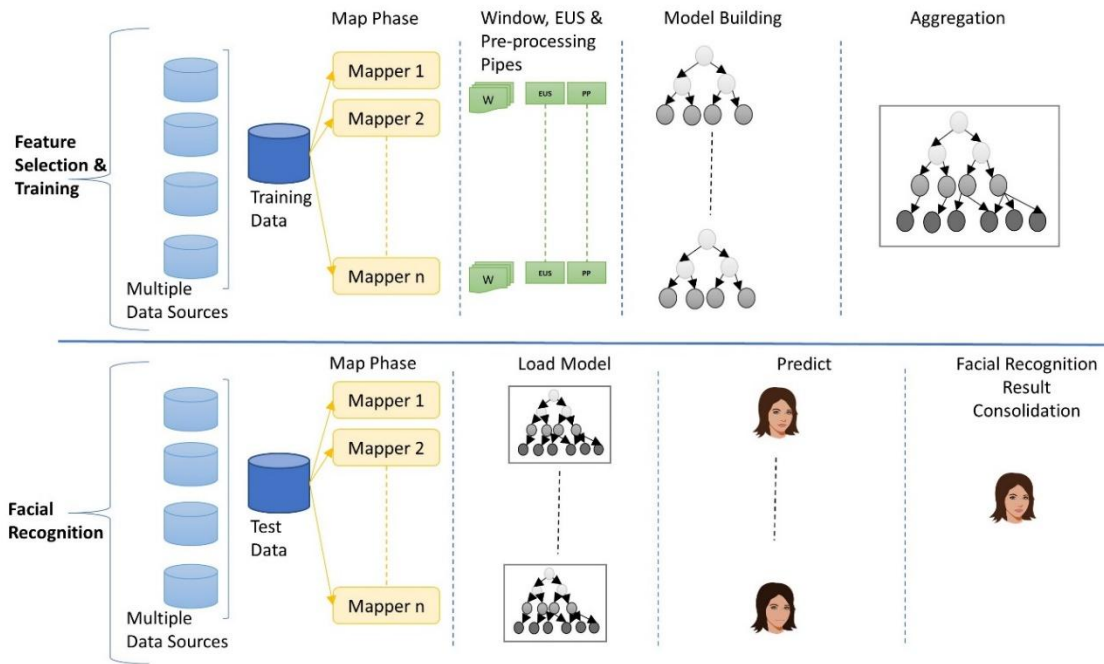 Map Phase
Window, EUS &
Pre-processing
Pipes
Model Building
Aggregation
Feature
Selection &
Training
Multiple
Data Sources
Training
Data
Mapper 1
Mapper 2
Mapper n
W
EUS
PP
W
EUS
PP
Map Phase
Load Model
Predict
Facial Recognition
Result
Consolidation
Facial
Recognition
Multiple
Data Sources
Test
Data
Mapper 1
Mapper 2
Mapper n